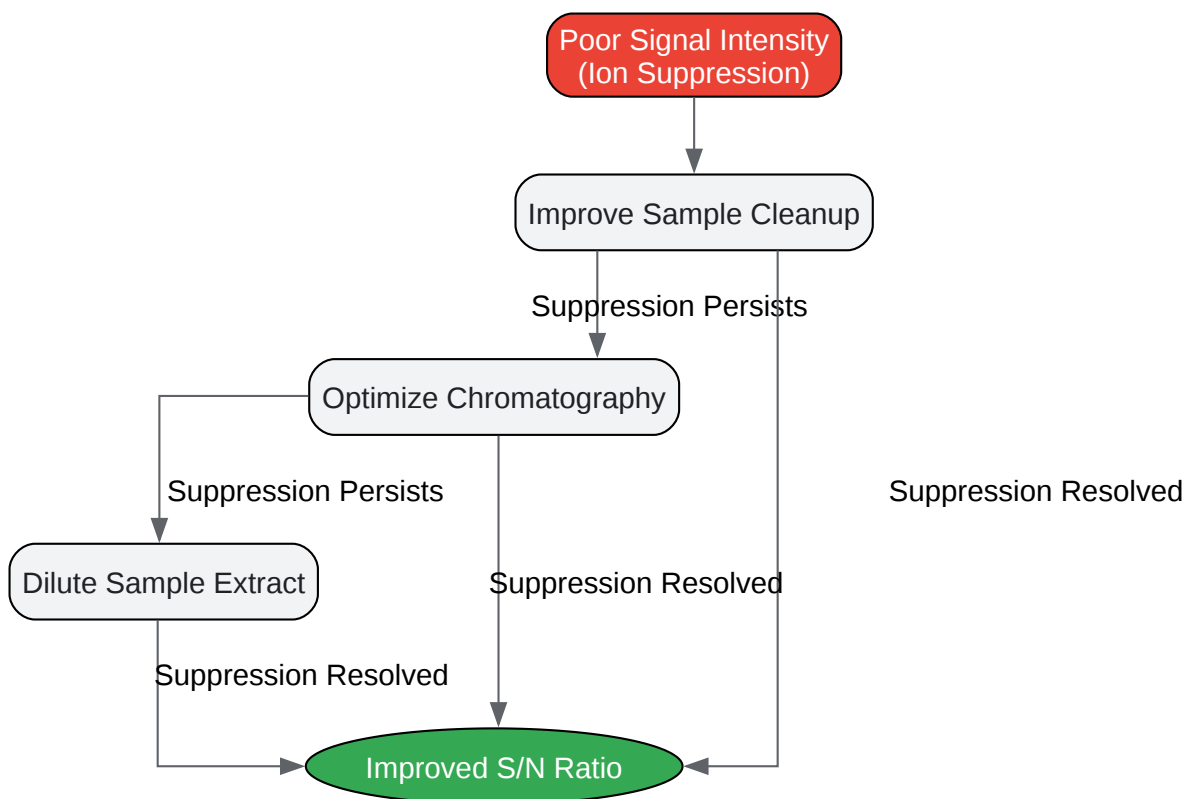 Poor Signal Intensity
(Ion Suppression)
Improve Sample Cleanup
Suppression Persists
Optimize Chromatography
Suppression Persists
Suppression Resolved
Dilute Sample Extract
Suppression Resolved
Suppression Resolved
Improved S/N Ratio